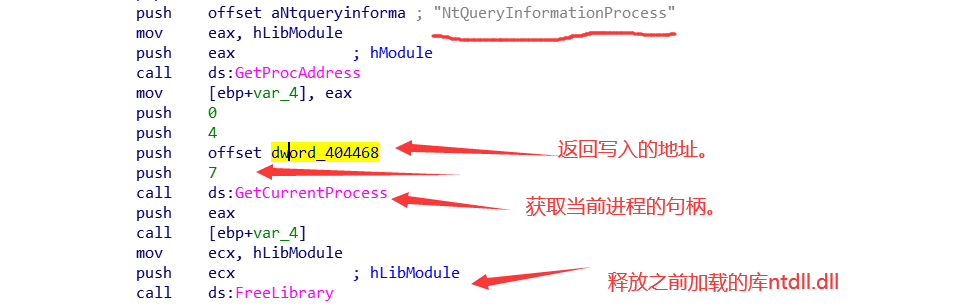 push offset aNtqueryinforma ; "NtQueryInformationProcess"
mov eax, hLibModule
push eax ; hModule
call ds:GetProcAddress
mov [ebp+var_4], eax
push 0
push 4
push offset dword_404468 返回写入的地址。
push 7
call ds:GetCurrentProcess 获取当前进程的句柄。
push eax
call [ebp+var_4]
mov ecx, hLibModule
push ecx ; hLibModule 释放之前加载的库ntdll.dll
call ds:FreeLibrary